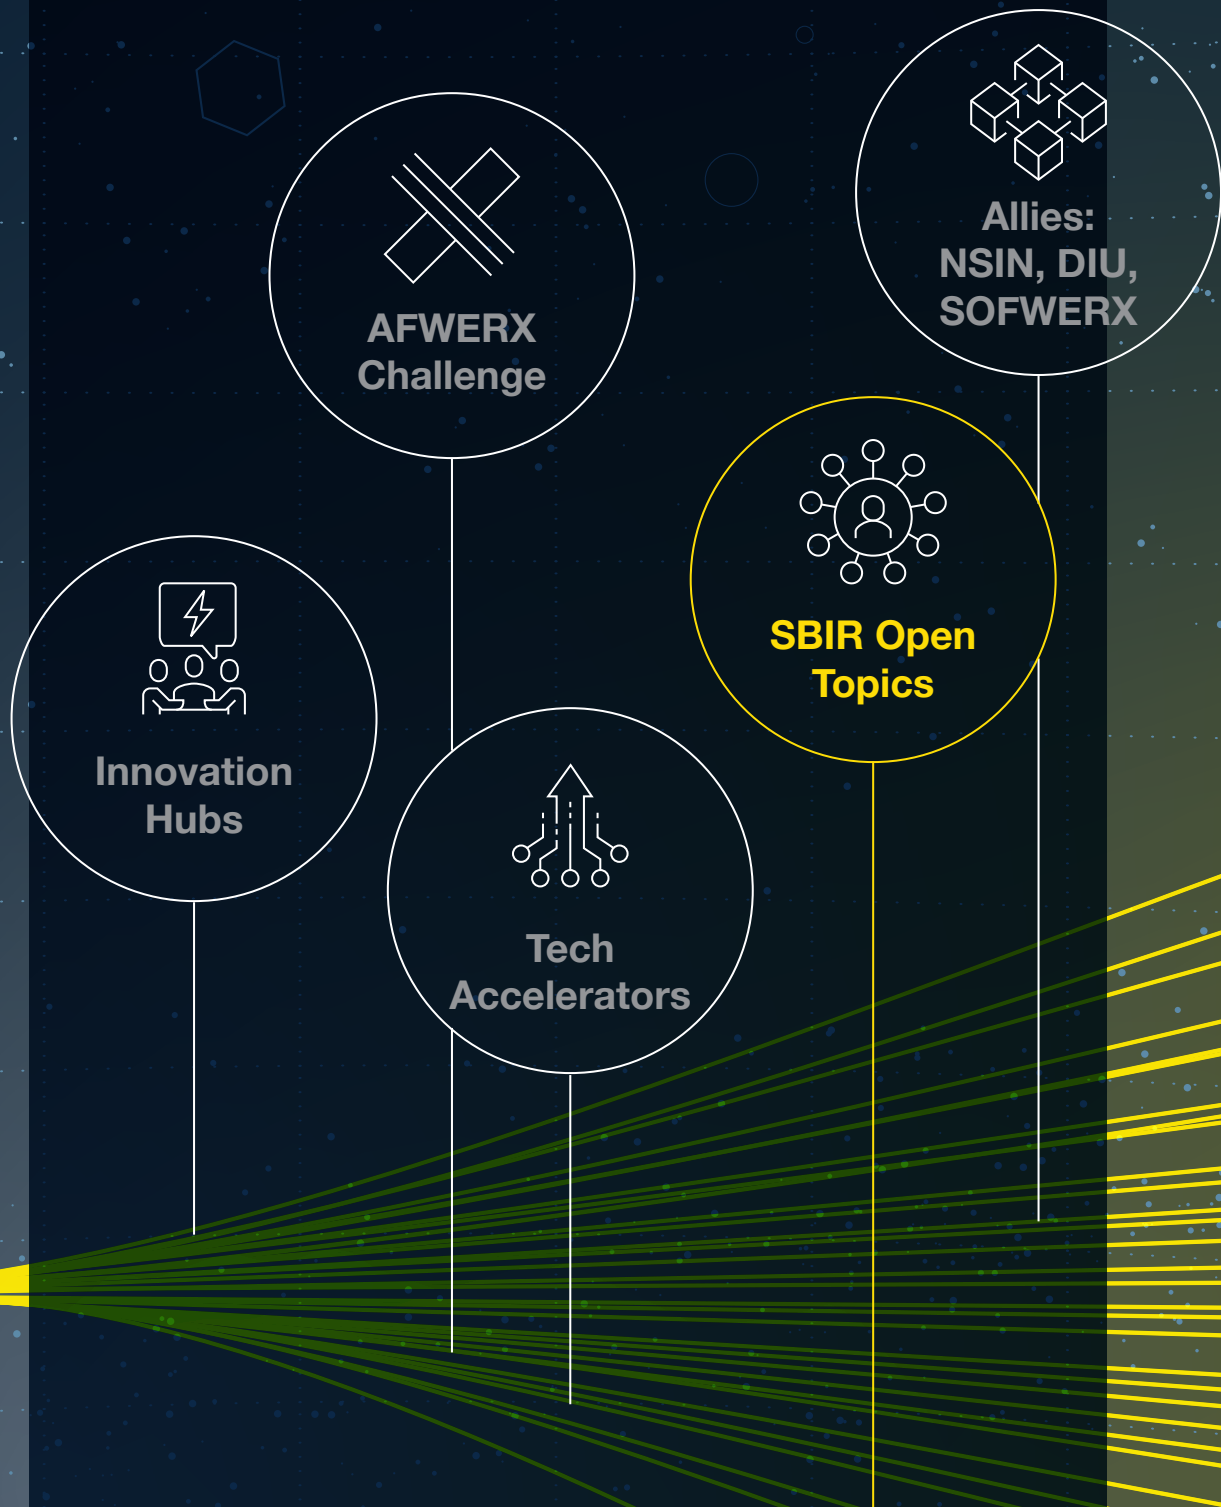 Allies:
NSIN, DIU,
SOFWERX
AFWERX
Challenge
SBIR Open
Topics
Innovation
Hubs
Tech
Accelerators